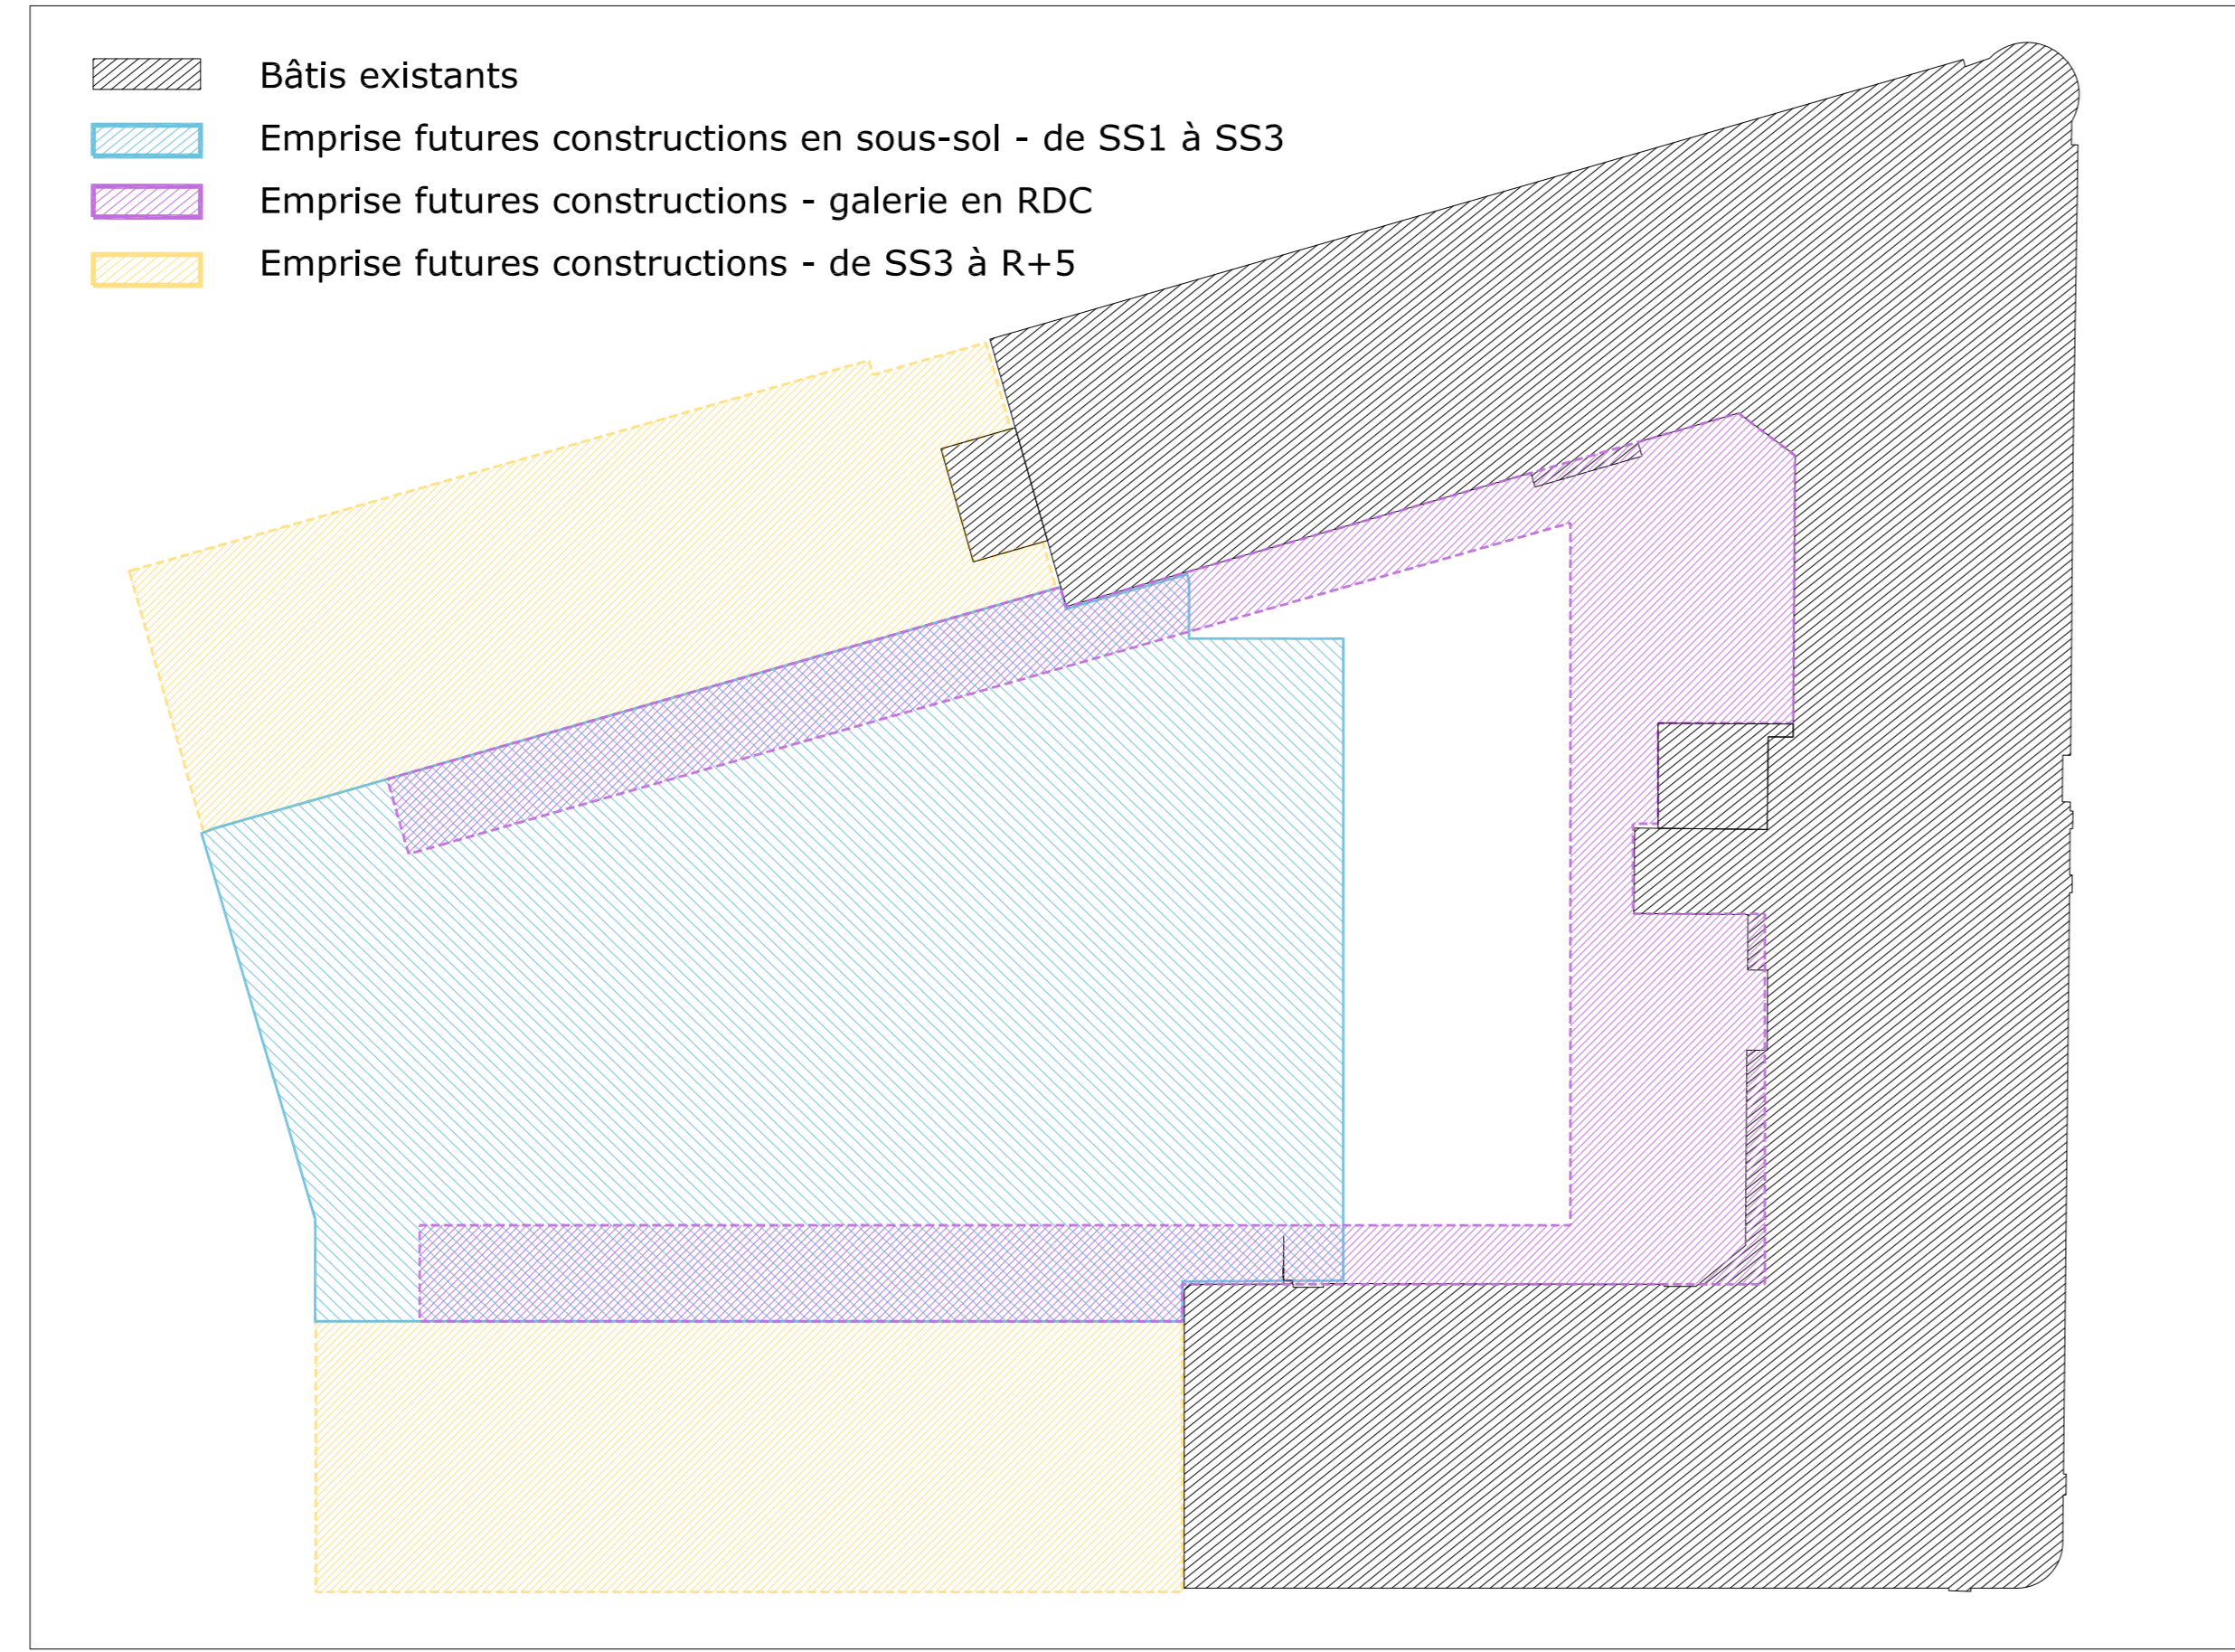 Bâtis existants
Emprise futures constructions en sous-sol - de SS1 à SS3
Emprise futures constructions - galerie en RDC
Emprise futures constructions - de SS3 à R+5